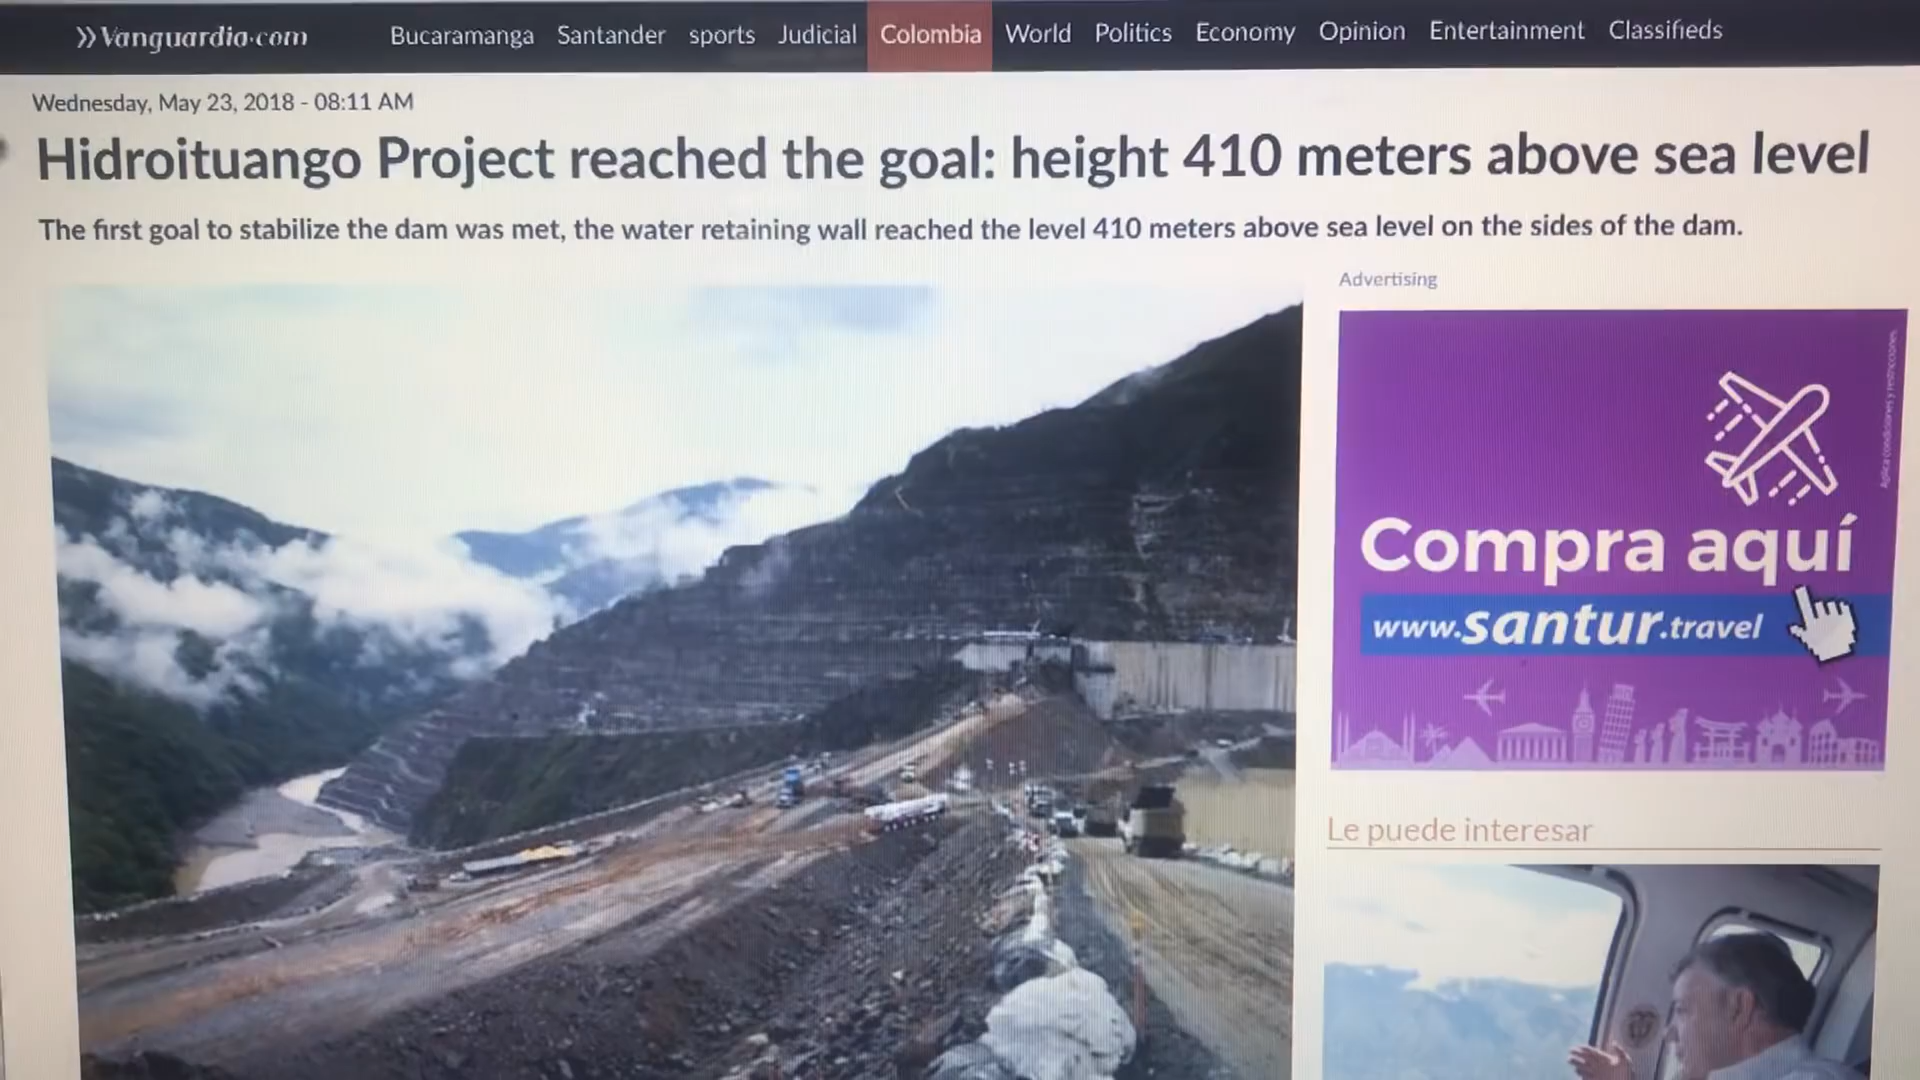 Vanguardia.com
Bucaramanga Santander sports Judicial Colombia World Politics Economy Opinion Entertainment Classifieds
Wednesday, May 23, 2018 - 08:11 AM
Hidroituango Project reached the goal: height 410 meters above sea level
The first goal to stabilize the dam was met, the water retaining wall reached the level 410 meters above sea level on the sides of the dam.
Advertising
Aplica condiciones y restricciones
Compra aquí
www.santur.travel
Le puede interesar